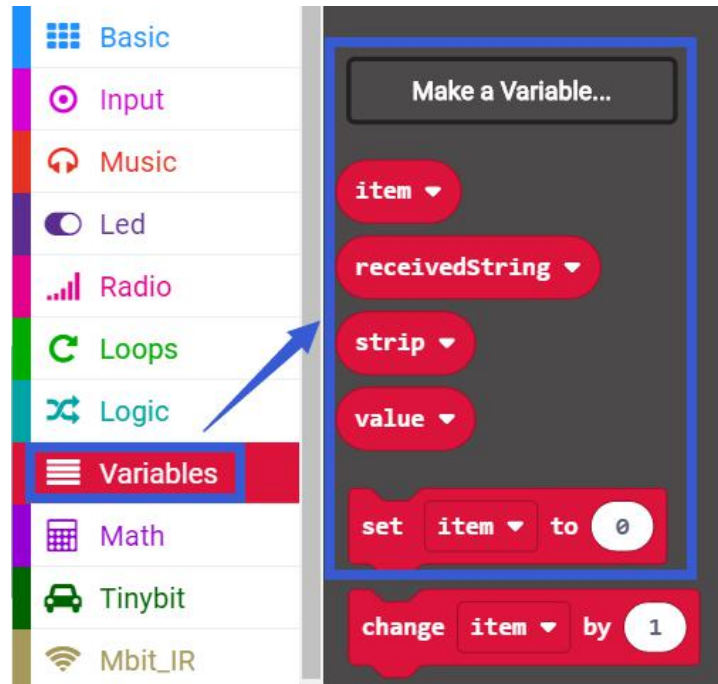 Basic
Input
Music
Led
Radio
Loops
Logic
Variables
Math
Tinybit
Mbit_IR
Make a Variable...
item
receivedString
strip
value
set item to 0
change item by 1